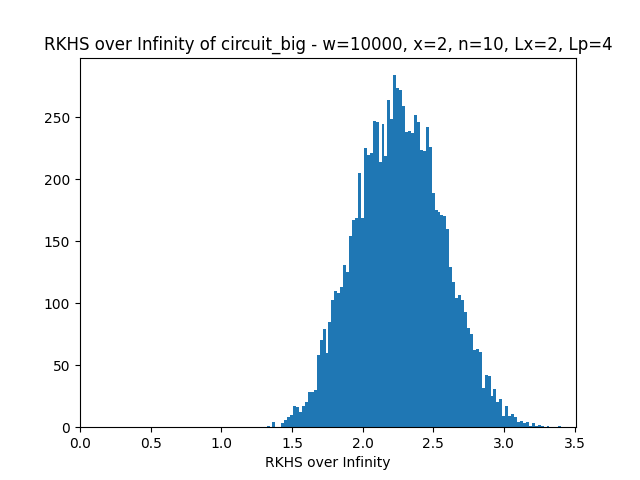 RKHS over Infinity of circuit_big - w=10000, x=2, n=10, Lx=2, Lp=4
250
200
150
100
50
0
0.0 0.5 1.0 1.5 2.0 2.5 3.0 3.5
RKHS over Infinity